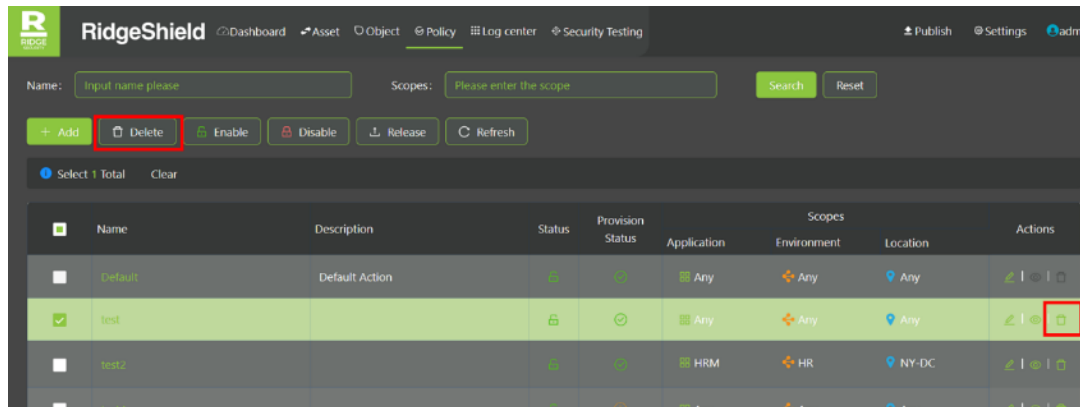 RIDGE
SECURITY
RidgeShield Dashboard Asset Object Policy Log center Security Testing Publish Settings adm
Name: Input name please Scopes: Please enter the scope Search Reset
+ Add Delete Enable Disable Release Refresh
Select 1 Total Clear
Name Description Status Provision Status Scopes Actions
Application Environment Location
Default Default Action Any Any Any
test Any Any Any
test2 HRM HR NY-DC